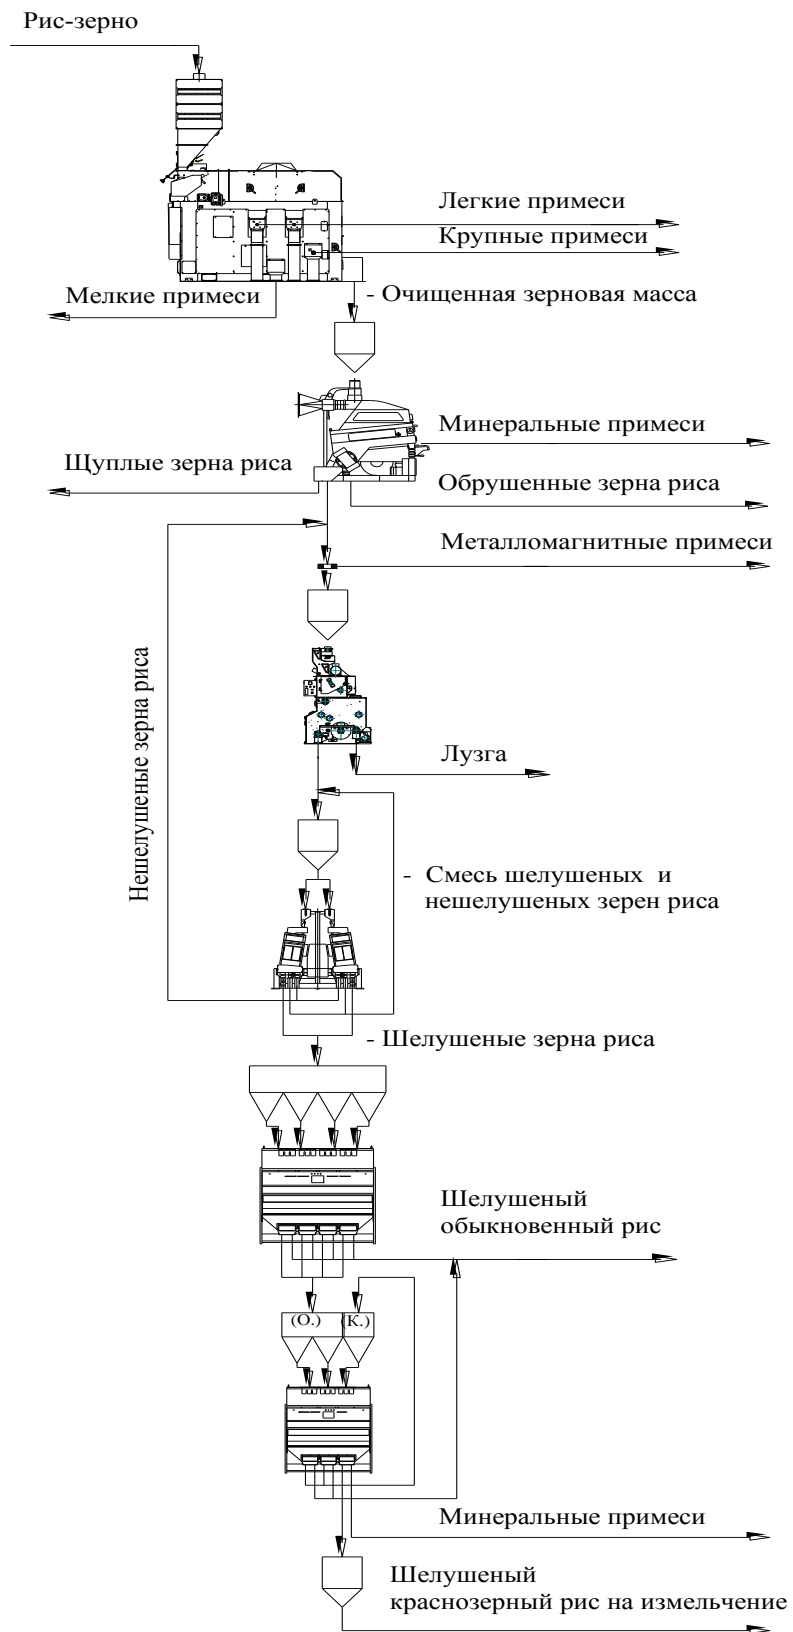 Рис-зерно
Легкие примеси
Крупные примеси
Мелкие примеси
- Очищенная зерновая масса
Минеральные примеси
Щуплые зерна риса
Обрушенные зерна риса
Металломагнитные примеси
Нешелушеные зерна риса
Лузга
- Смесь шелушеных и
нешелушеных зерен риса
- Шелушеные зерна риса
Шелушеный
обыкновенный рис
(О.) (К.)
Минеральные примеси
Шелушеный
краснозерный рис на измельчение